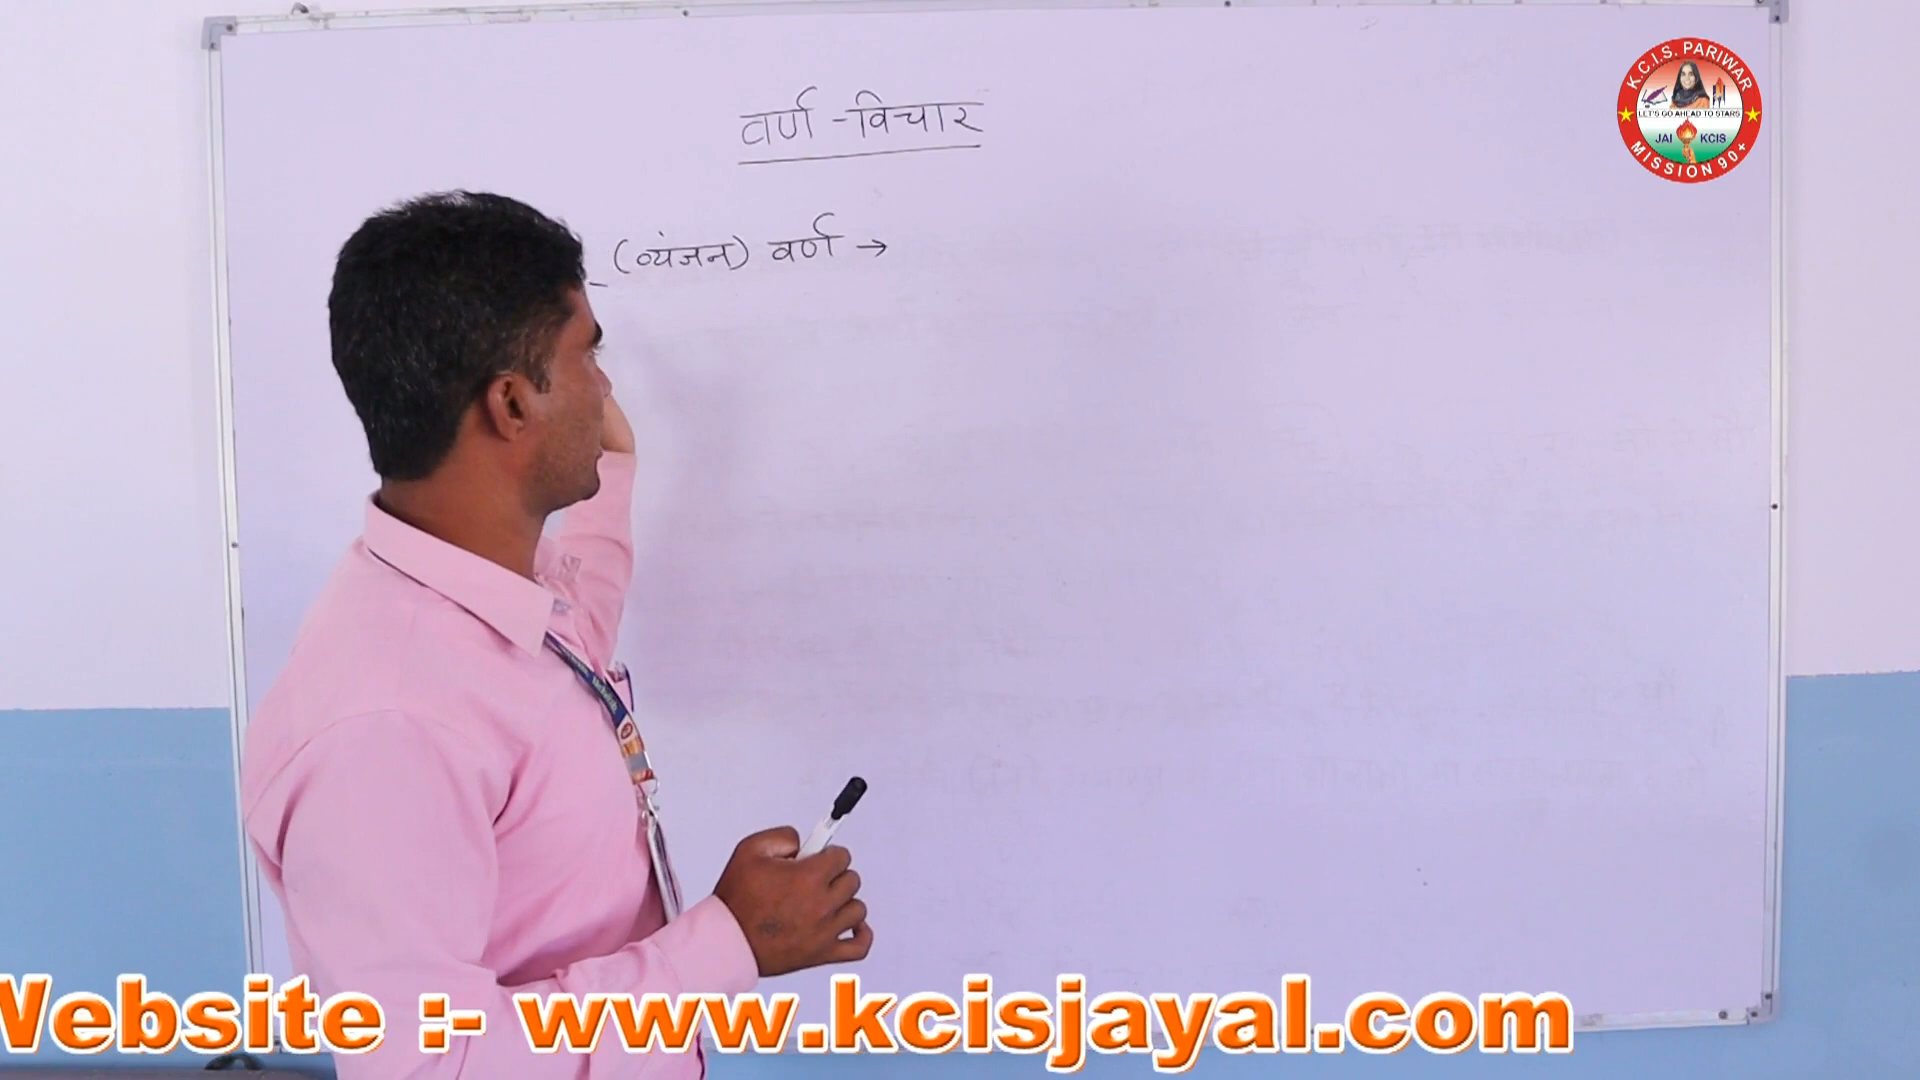 K.C.I.S. PARIWAR
LET'S GO AHEAD TO STARS
JAI KCIS
MISSION 90+
वर्ण - विचार
(व्यंजन) वर्ण →
Website :- www.kcisjayal.com